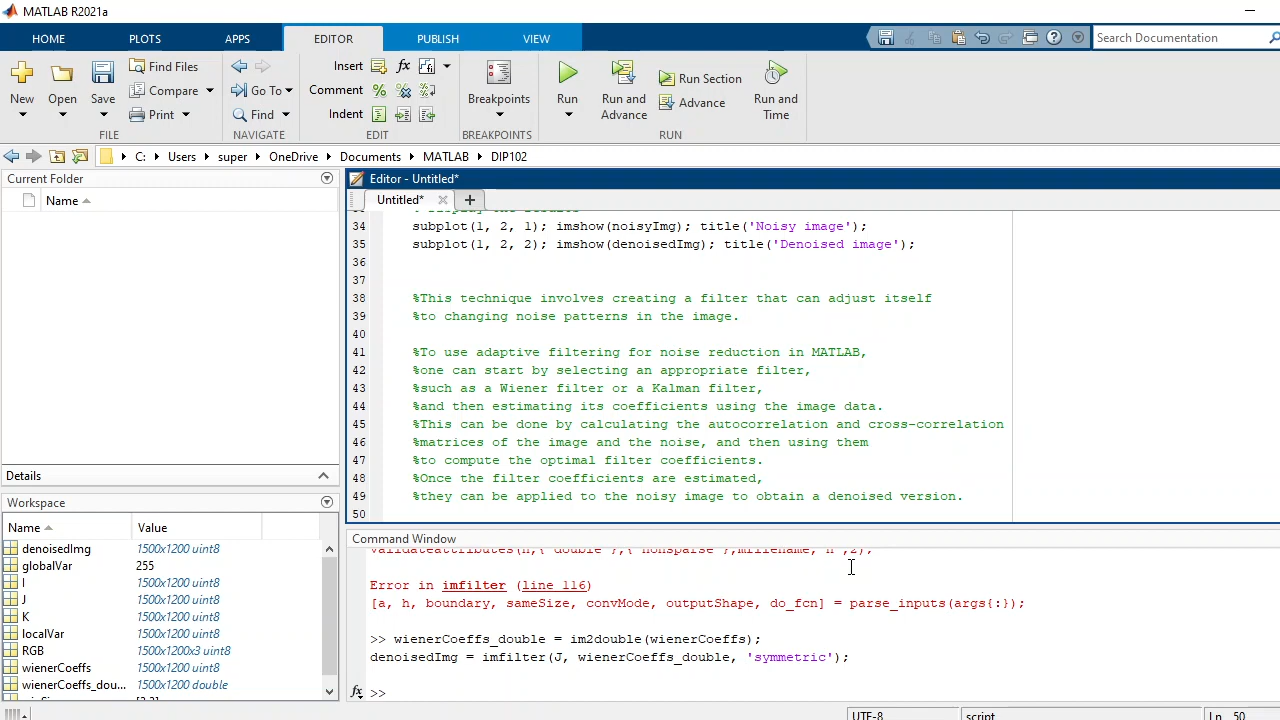 MATLAB R2021a
HOME PLOTS APPS EDITOR PUBLISH VIEW Search Documentation
New Open Save Find Files Compare Print FILE
Go To Find NAVIGATE
Insert fx Comment Indent EDIT
Breakpoints BREAKPOINTS
Run Run and Advance Run Section Advance Run and Time RUN
C: Users super OneDrive Documents MATLAB DIP102
Current Folder
Name
Details
Workspace
Name Value
denoisedImg 1500x1200 uint8
globalVar 255
I 1500x1200 uint8
J 1500x1200 uint8
K 1500x1200 uint8
localVar 1500x1200 uint8
RGB 1500x1200x3 uint8
wienerCoeffs 1500x1200 uint8
wienerCoeffs_dou... 1500x1200 double
Editor - Untitled*
Untitled*
34 subplot(1, 2, 1); imshow(noisyImg); title('Noisy image');
35 subplot(1, 2, 2); imshow(denoisedImg); title('Denoised image');
36
37
38 %This technique involves creating a filter that can adjust itself
39 %to changing noise patterns in the image.
40
41 %To use adaptive filtering for noise reduction in MATLAB,
42 %one can start by selecting an appropriate filter,
43 %such as a Wiener filter or a Kalman filter,
44 %and then estimating its coefficients using the image data.
45 %This can be done by calculating the autocorrelation and cross-correlation
46 %matrices of the image and the noise, and then using them
47 %to compute the optimal filter coefficients.
48 %Once the filter coefficients are estimated,
49 %they can be applied to the noisy image to obtain a denoised version.
50
Command Window
Error in imfilter (line 116)
[a, h, boundary, sameSize, convMode, outputShape, do_fcn] = parse_inputs(args{:});
>> wienerCoeffs_double = im2double(wienerCoeffs);
denoisedImg = imfilter(J, wienerCoeffs_double, 'symmetric');
fx >>
UTF-8 script Ln 50